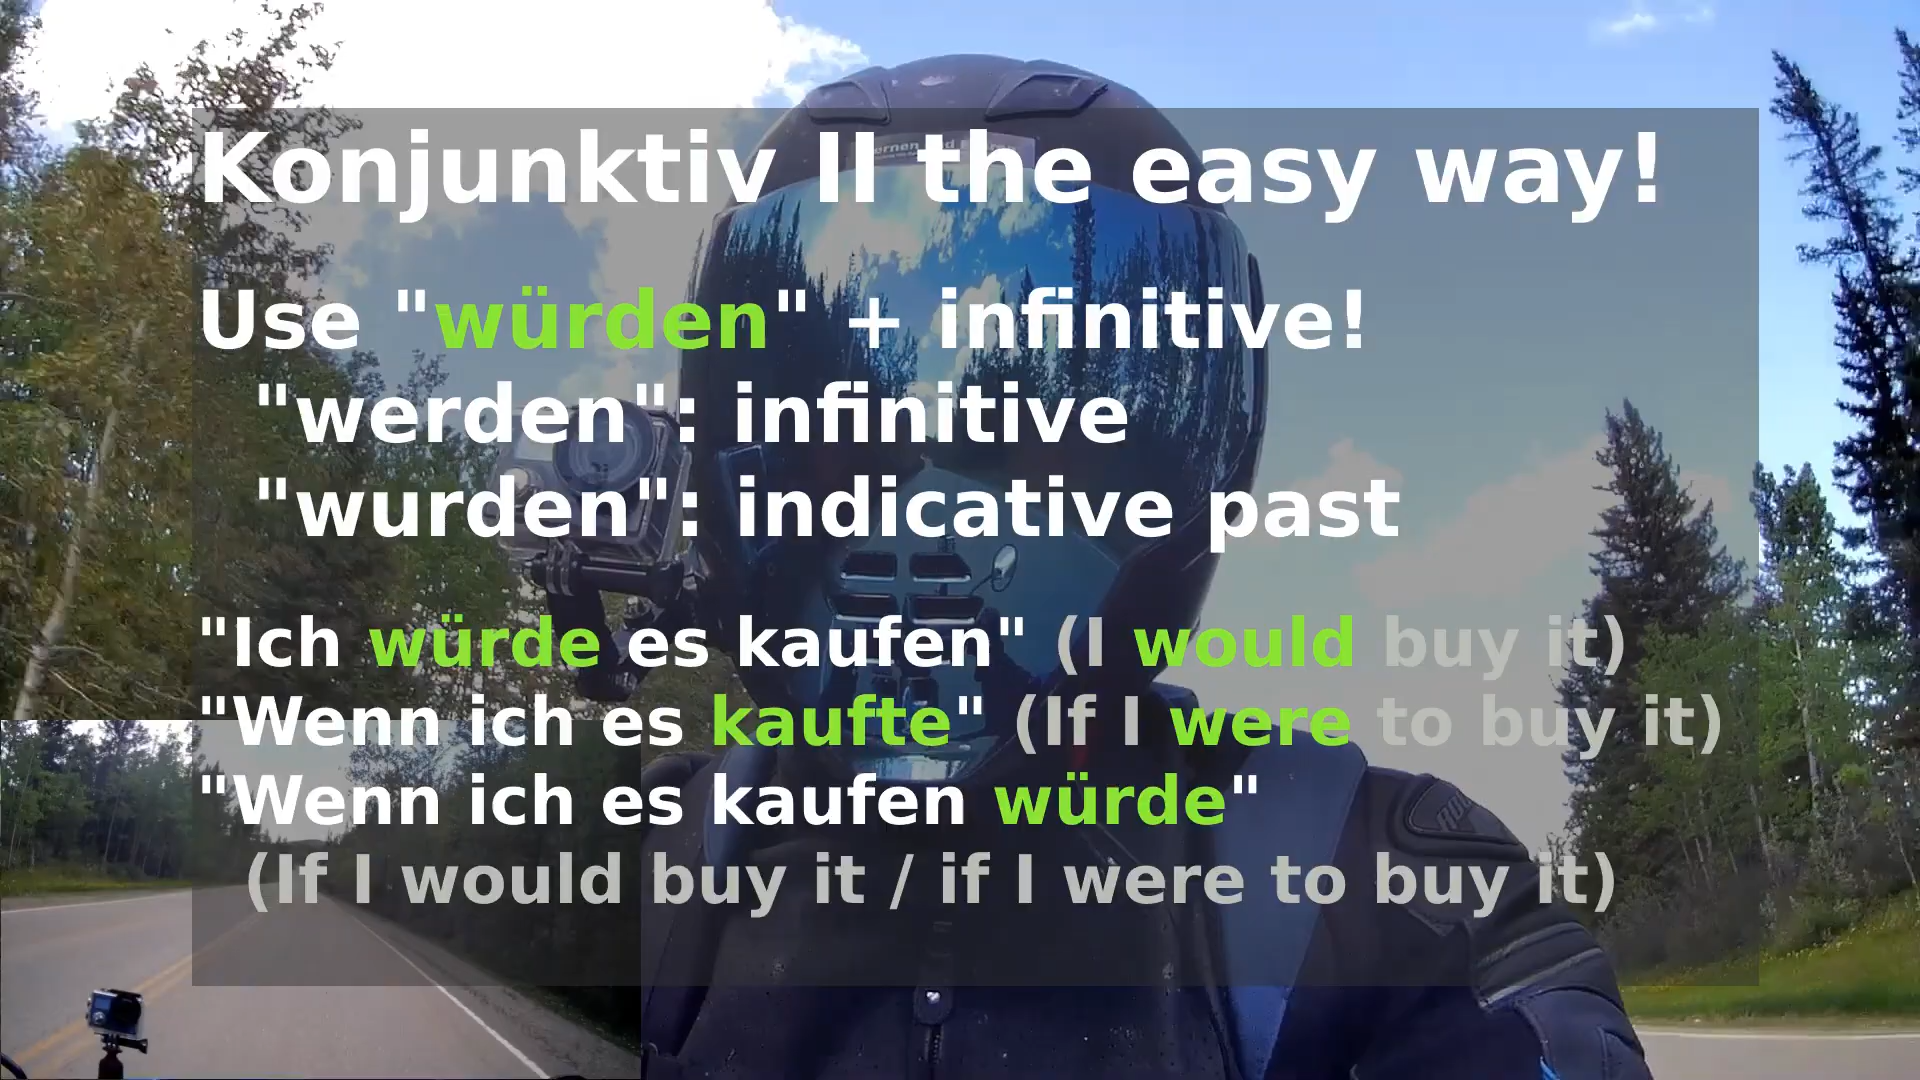 Konjunktiv II the easy way!
Use "würden" + infinitive!
"werden": infinitive
"wurden": indicative past
"Ich würde es kaufen" (I would buy it)
"Wenn ich es kaufte" (If I were to buy it)
"Wenn ich es kaufen würde"
(If I would buy it / if I were to buy it)